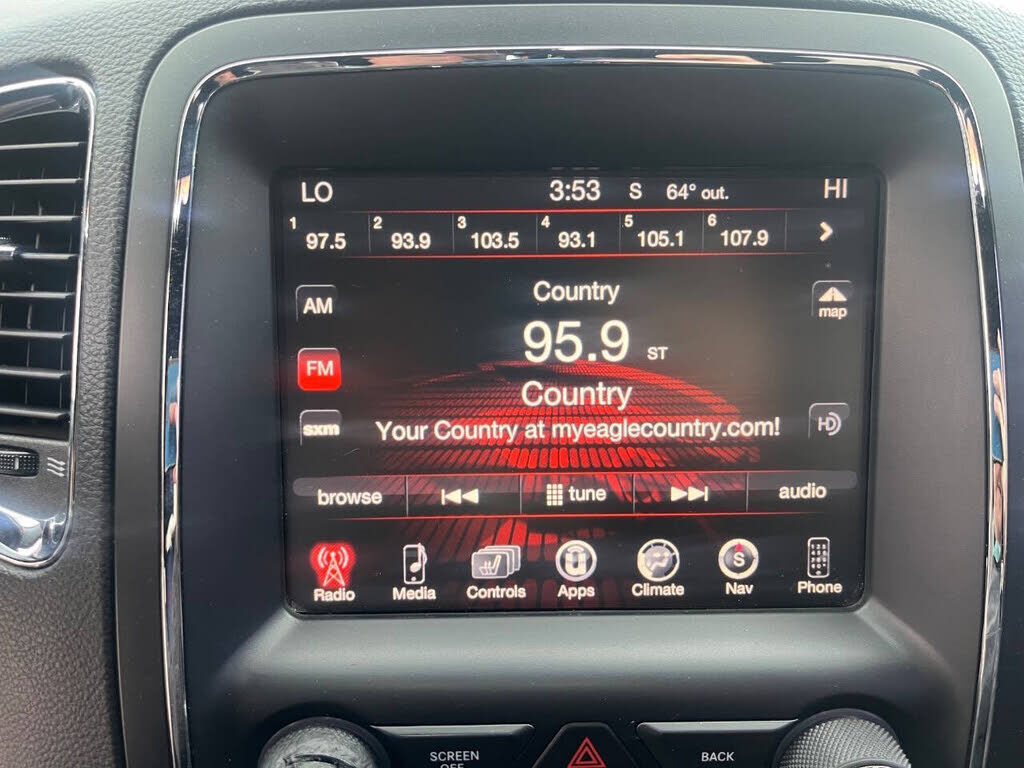 LO 3:53 S 64° out. HI
1 97.5 2 93.9 3 103.5 4 93.1 5 105.1 6 107.9
Country
AM
map
95.9 ST
FM
Country
sxm
HD
Your Country at myeaglecountry.com!
browse tune audio
Radio Media Controls Apps Climate Nav Phone
S
SCREEN
OFF
BACK